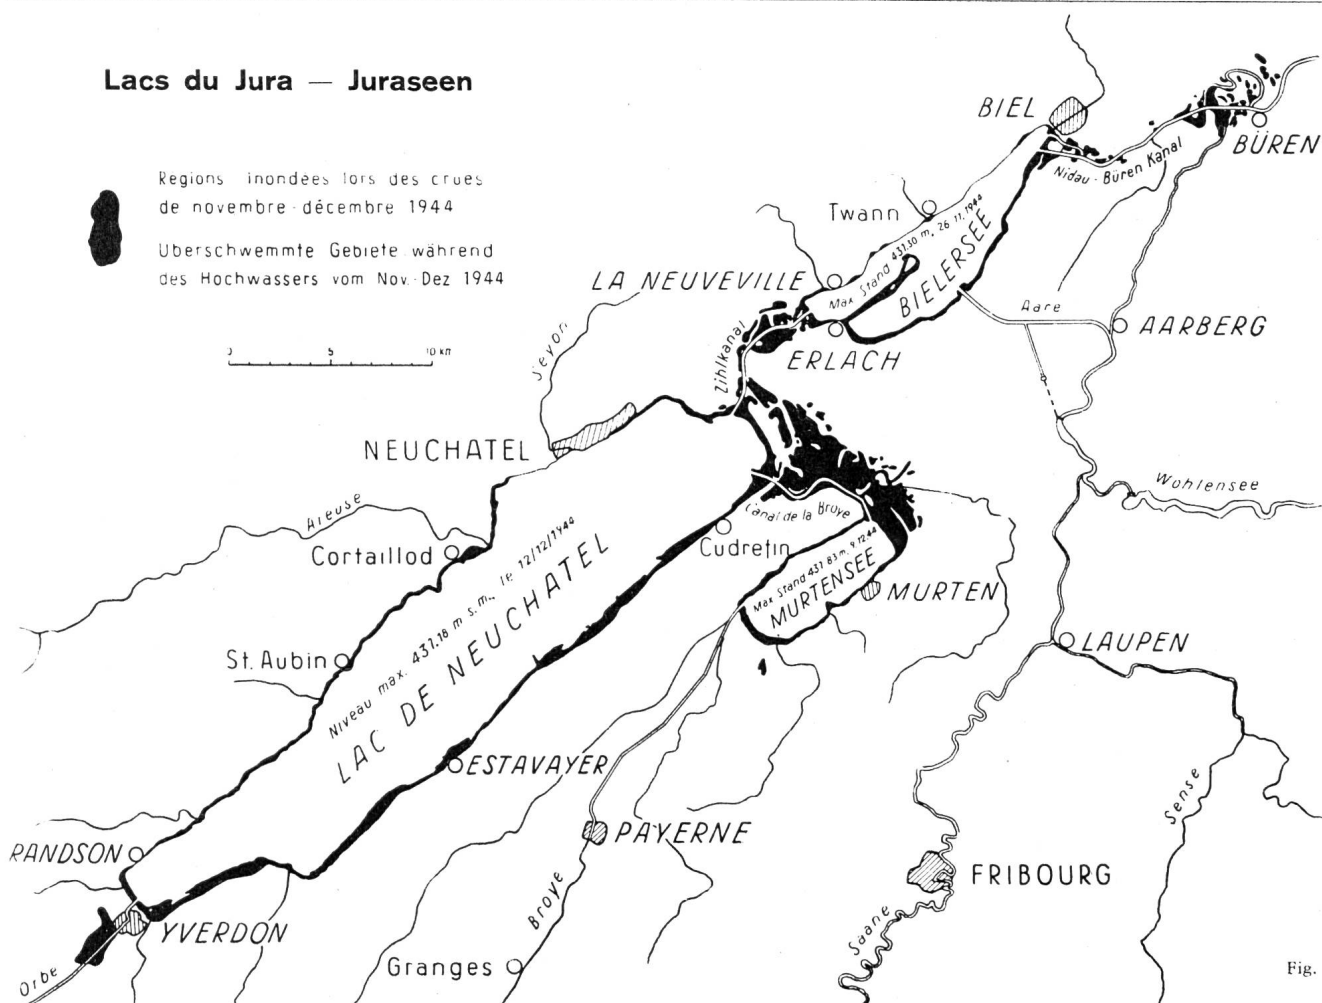 Lacs du Jura — Juraseen
Regions inondées lors des crues
de novembre-décembre 1944
Uberschwemmte Gebiete während
des Hochwassers vom Nov.-Dez 1944
0 5 10 km
BIEL
BÜREN
Nidau-Büren Kanal
Twann
Max Stand 431.30 m, 26.11.1944
BIELERSEE
LA NEUVEVILLE
Aare
AARBERG
ERLACH
Zihlkanal
NEUCHATEL
Areuse
Wohlensee
Canal de la Broye
Cortaillod
Cudrefin
Niveau max. 431.18 m s.m., le 12/12/1944
LAC DE NEUCHATEL
Max Stand 431.83 m, 9.12.44
MURTENSEE
MURTEN
St. Aubin
LAUPEN
ESTAVAYER
Sense
PAYERNE
RANDSON
FRIBOURG
Broye
YVERDON
Saane
Granges
Orbe
Fig.